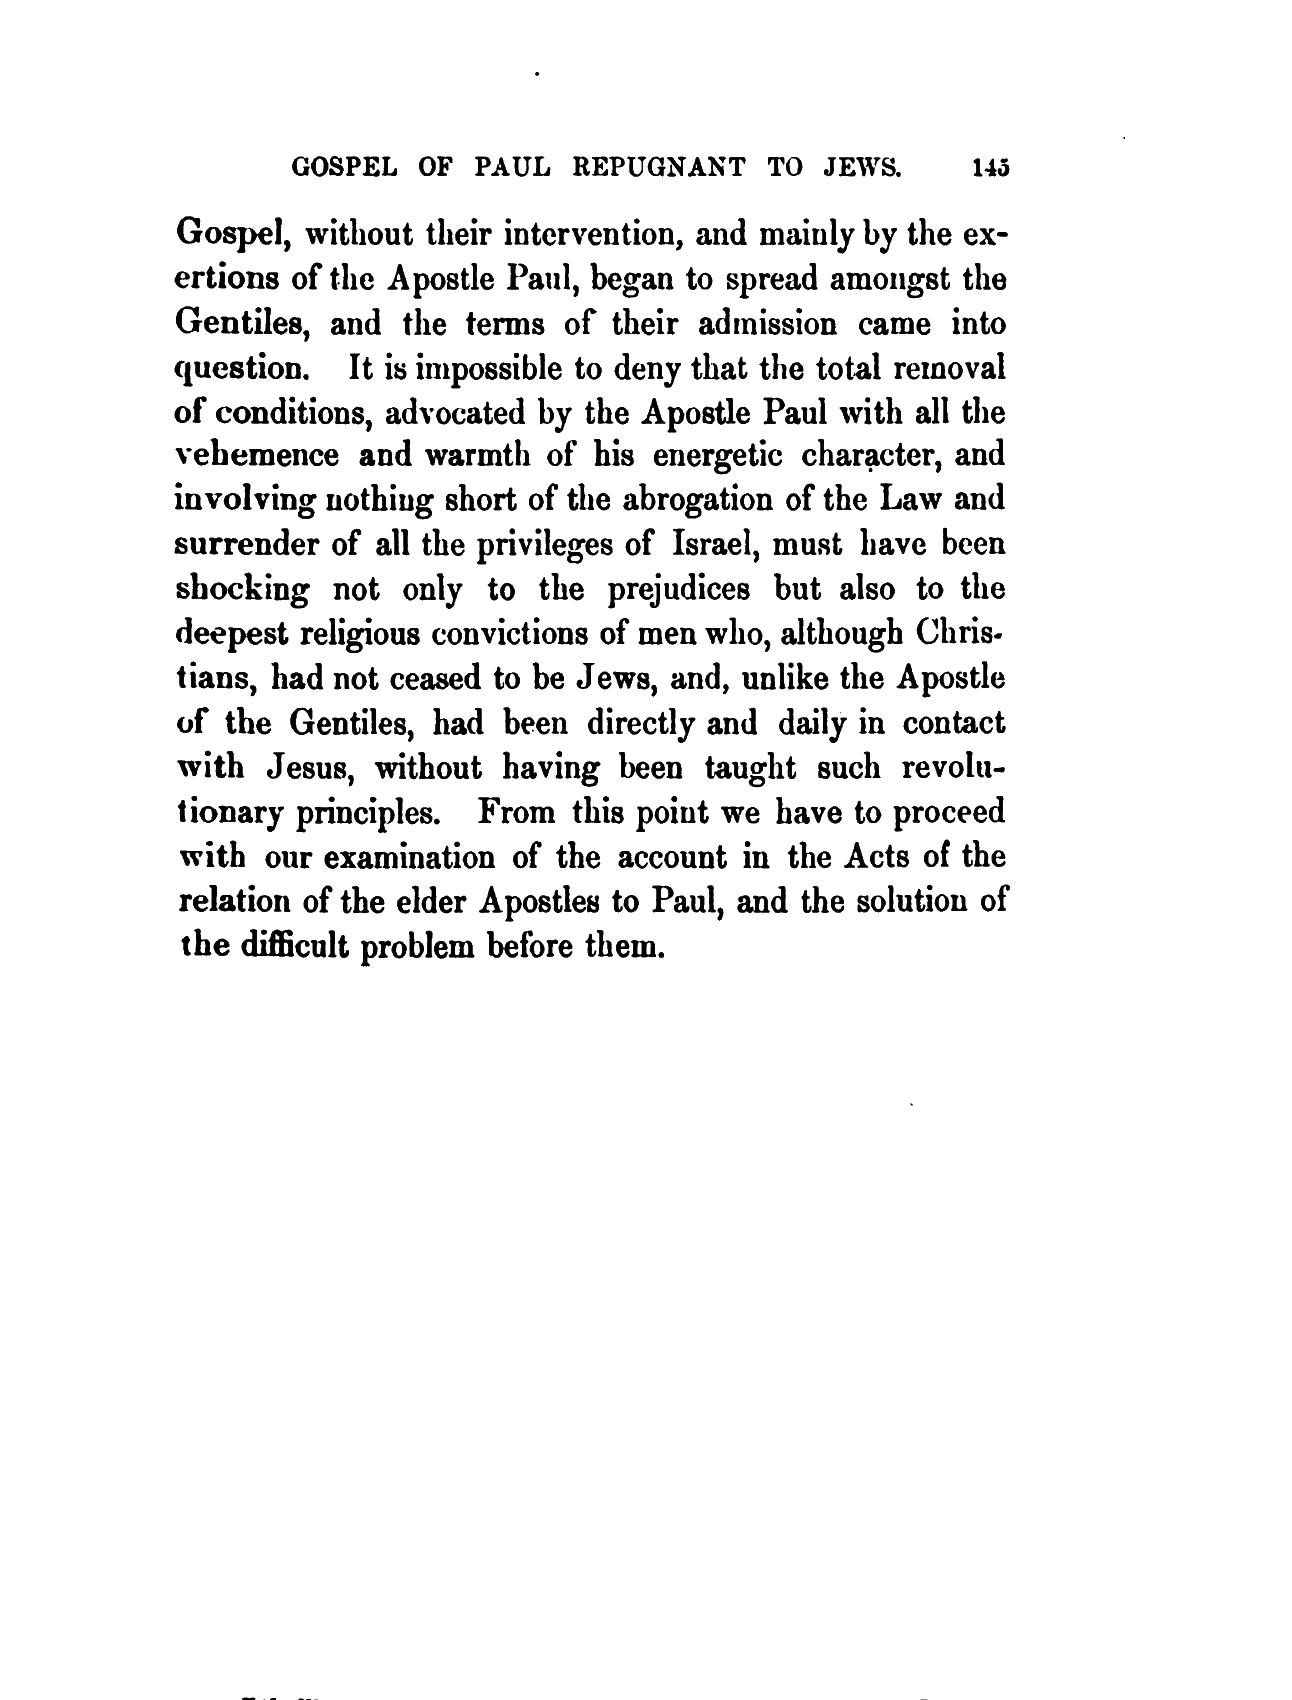 GOSPEL OF PAUL REPUGNANT TO JEWS. 145
Gospel, without their intervention, and mainly by the ex-
ertions of the Apostle Paul, began to spread amongst the
Gentiles, and the terms of their admission came into
question. It is impossible to deny that the total removal
of conditions, advocated by the Apostle Paul with all the
vehemence and warmth of his energetic character, and
involving nothing short of the abrogation of the Law and
surrender of all the privileges of Israel, must have been
shocking not only to the prejudices but also to the
deepest religious convictions of men who, although Chris-
tians, had not ceased to be Jews, and, unlike the Apostle
of the Gentiles, had been directly and daily in contact
with Jesus, without having been taught such revolu-
tionary principles. From this point we have to proceed
with our examination of the account in the Acts of the
relation of the elder Apostles to Paul, and the solution of
the difficult problem before them.